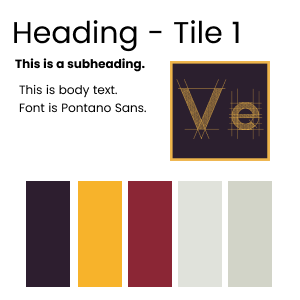 Heading - Tile 1
This is a subheading.
This is body text.
Font is Pontano Sans.
Ve